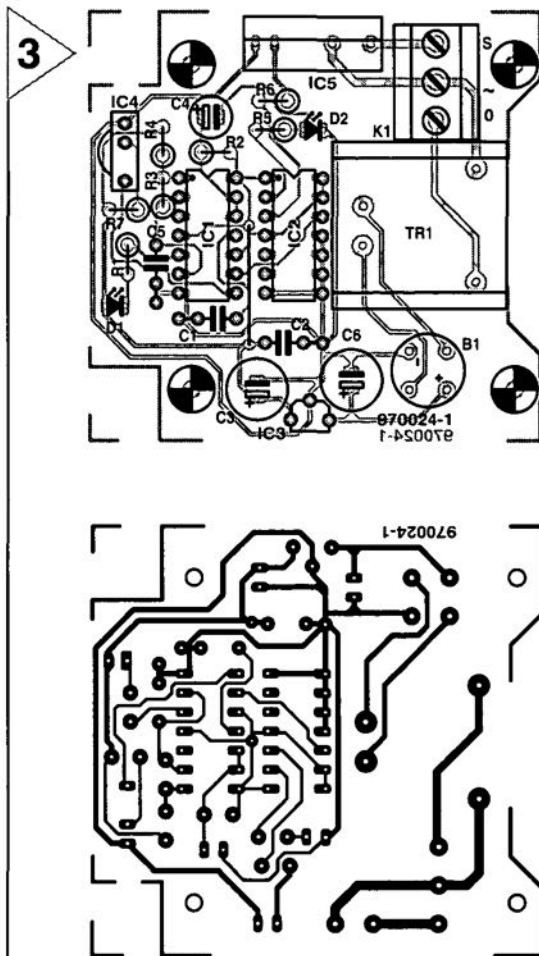 3
S
~
0
K1
IC5
R6
C4
R5
D2
IC4
R4
R2
R3
IC1
IC2
TR1
R7
C5
R1
D1
C1
C2
C6
B1
-
+
C3
+
+
IC3
970024-1
970024-1
970024-1